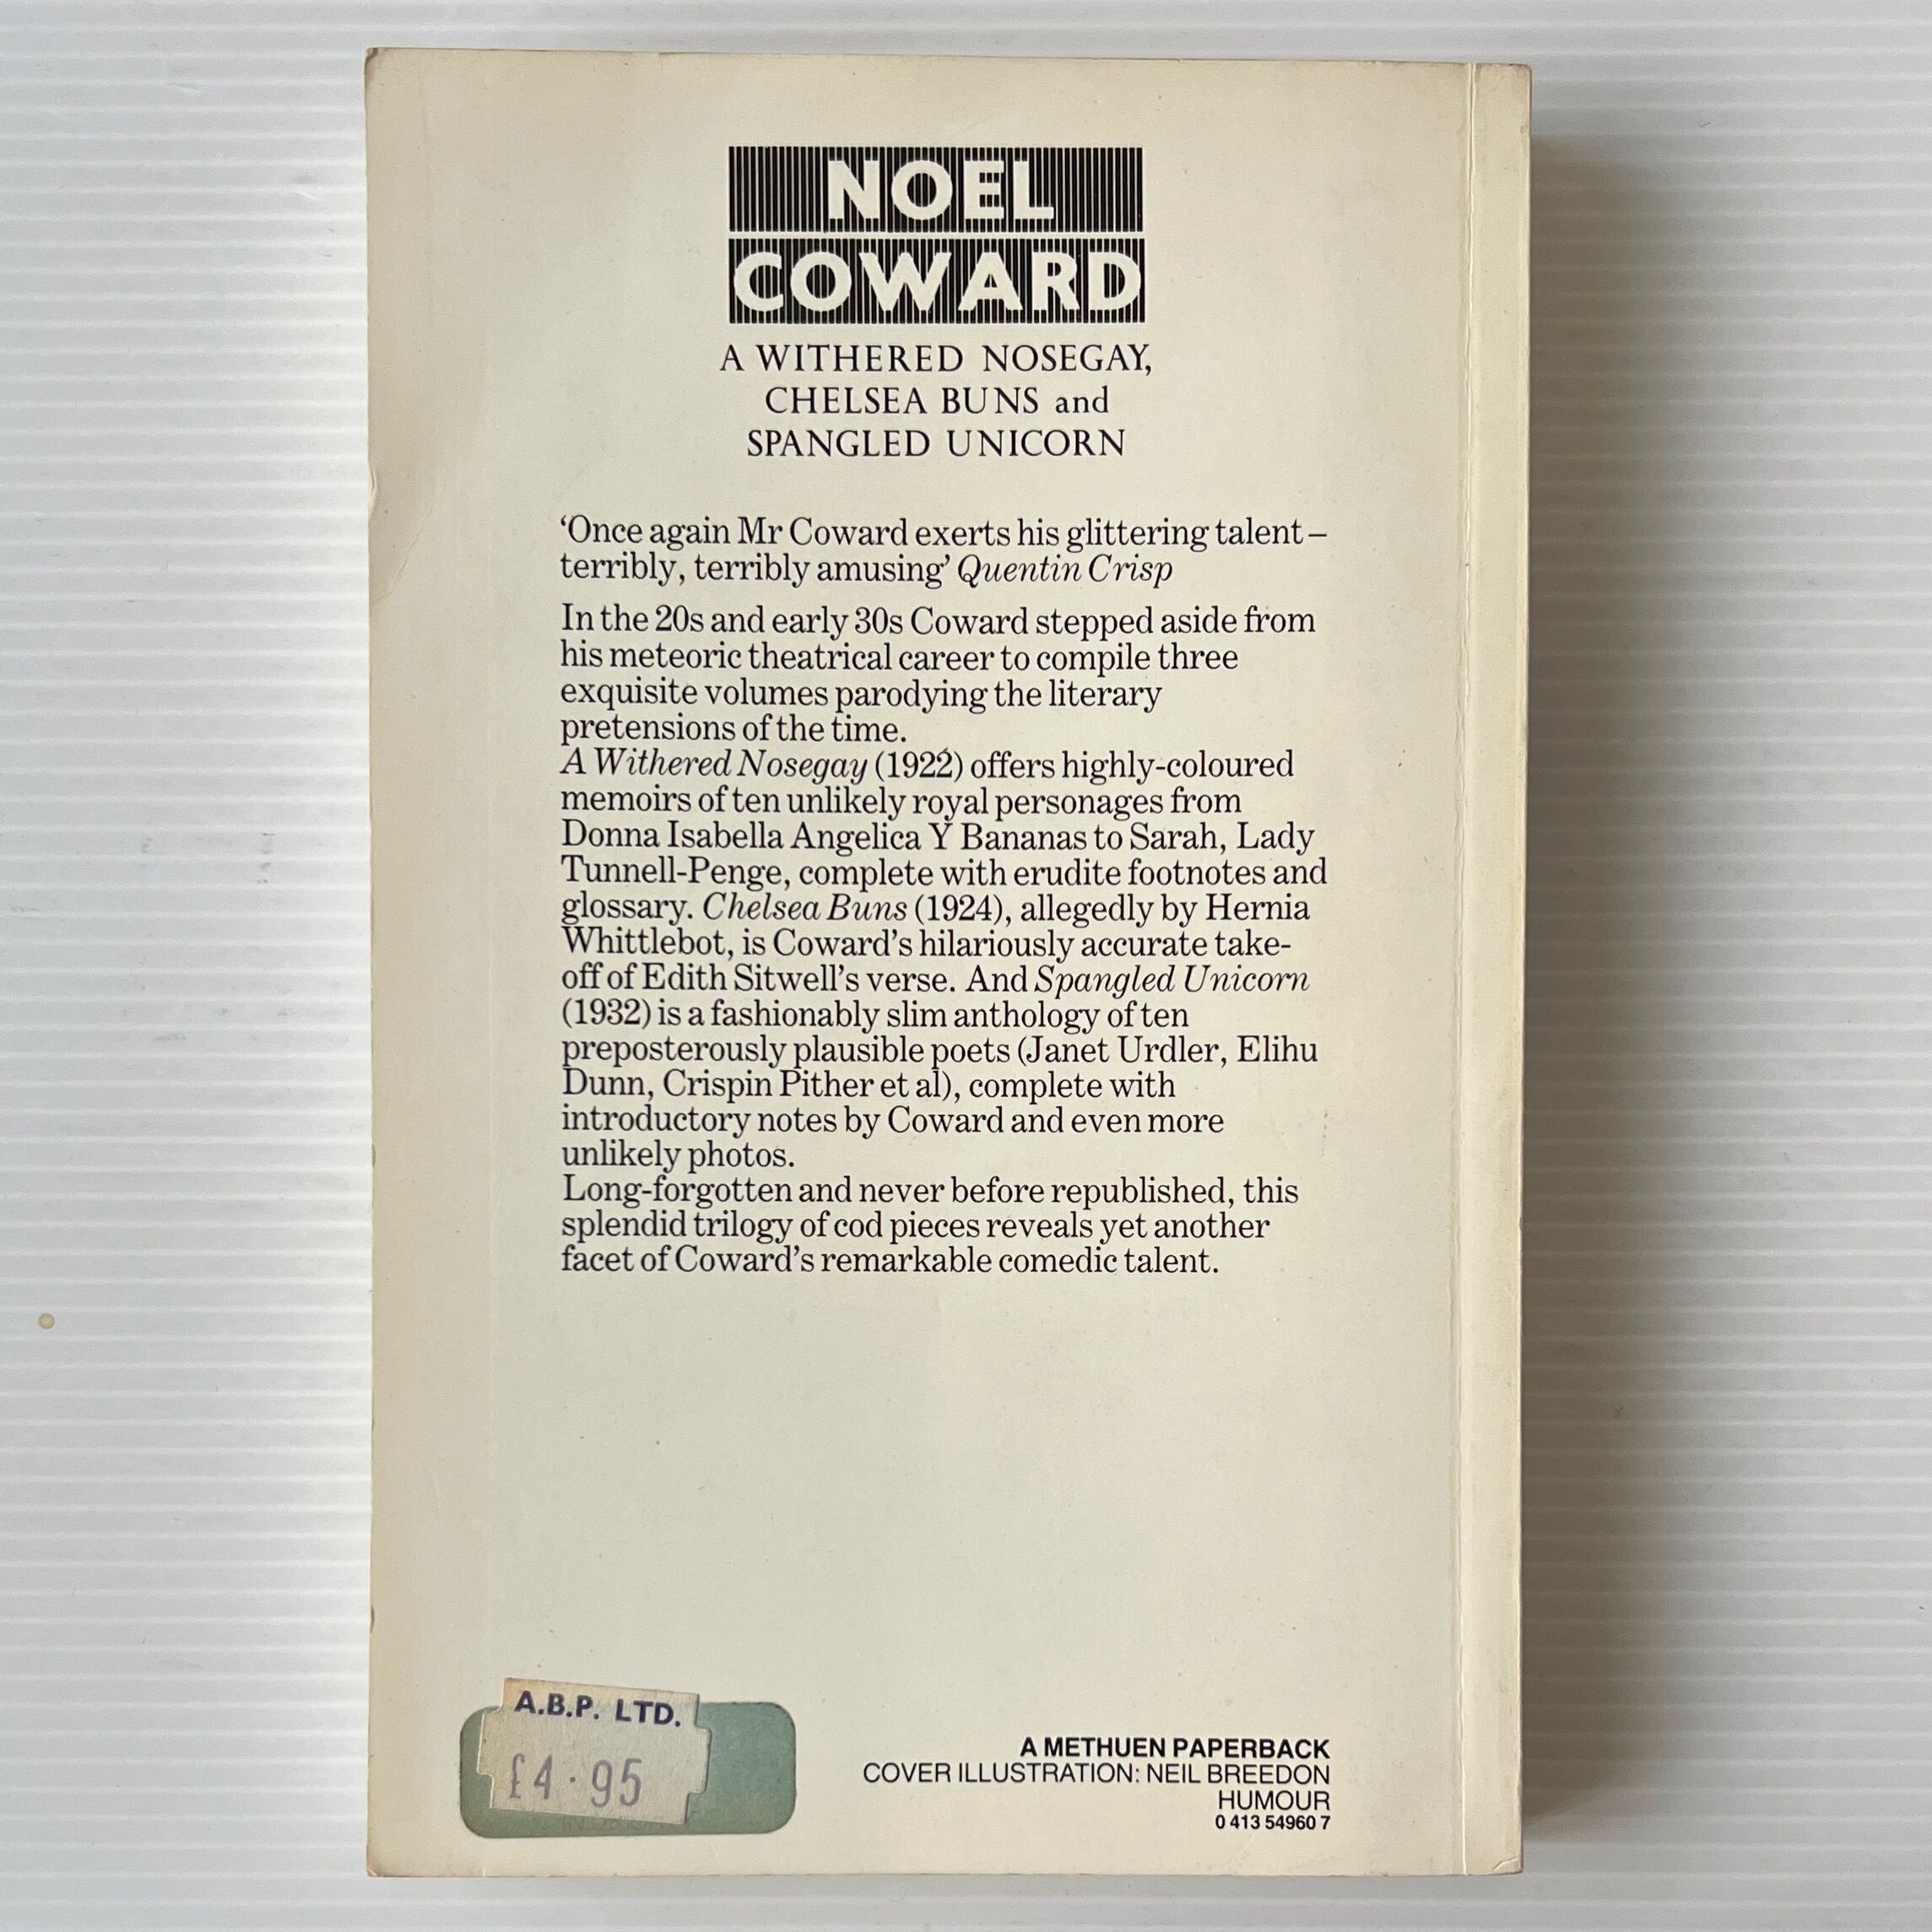 NOEL
COWARD
A WITHERED NOSEGAY,
CHELSEA BUNS and
SPANGLED UNICORN
‘Once again Mr Coward exerts his glittering talent –
terribly, terribly amusing’ Quentin Crisp
In the 20s and early 30s Coward stepped aside from
his meteoric theatrical career to compile three
exquisite volumes parodying the literary
pretensions of the time.
A Withered Nosegay (1922) offers highly-coloured
memoirs of ten unlikely royal personages from
Donna Isabella Angelica Y Bananas to Sarah, Lady
Tunnell-Penge, complete with erudite footnotes and
glossary. Chelsea Buns (1924), allegedly by Hernia
Whittlebot, is Coward’s hilariously accurate take-
off of Edith Sitwell’s verse. And Spangled Unicorn
(1932) is a fashionably slim anthology of ten
preposterously plausible poets (Janet Urdler, Elihu
Dunn, Crispin Pither et al), complete with
introductory notes by Coward and even more
unlikely photos.
Long-forgotten and never before republished, this
splendid trilogy of cod pieces reveals yet another
facet of Coward’s remarkable comedic talent.
A.B.P. LTD.
£4.95
A METHUEN PAPERBACK
COVER ILLUSTRATION: NEIL BREEDON
HUMOUR
0 413 54960 7